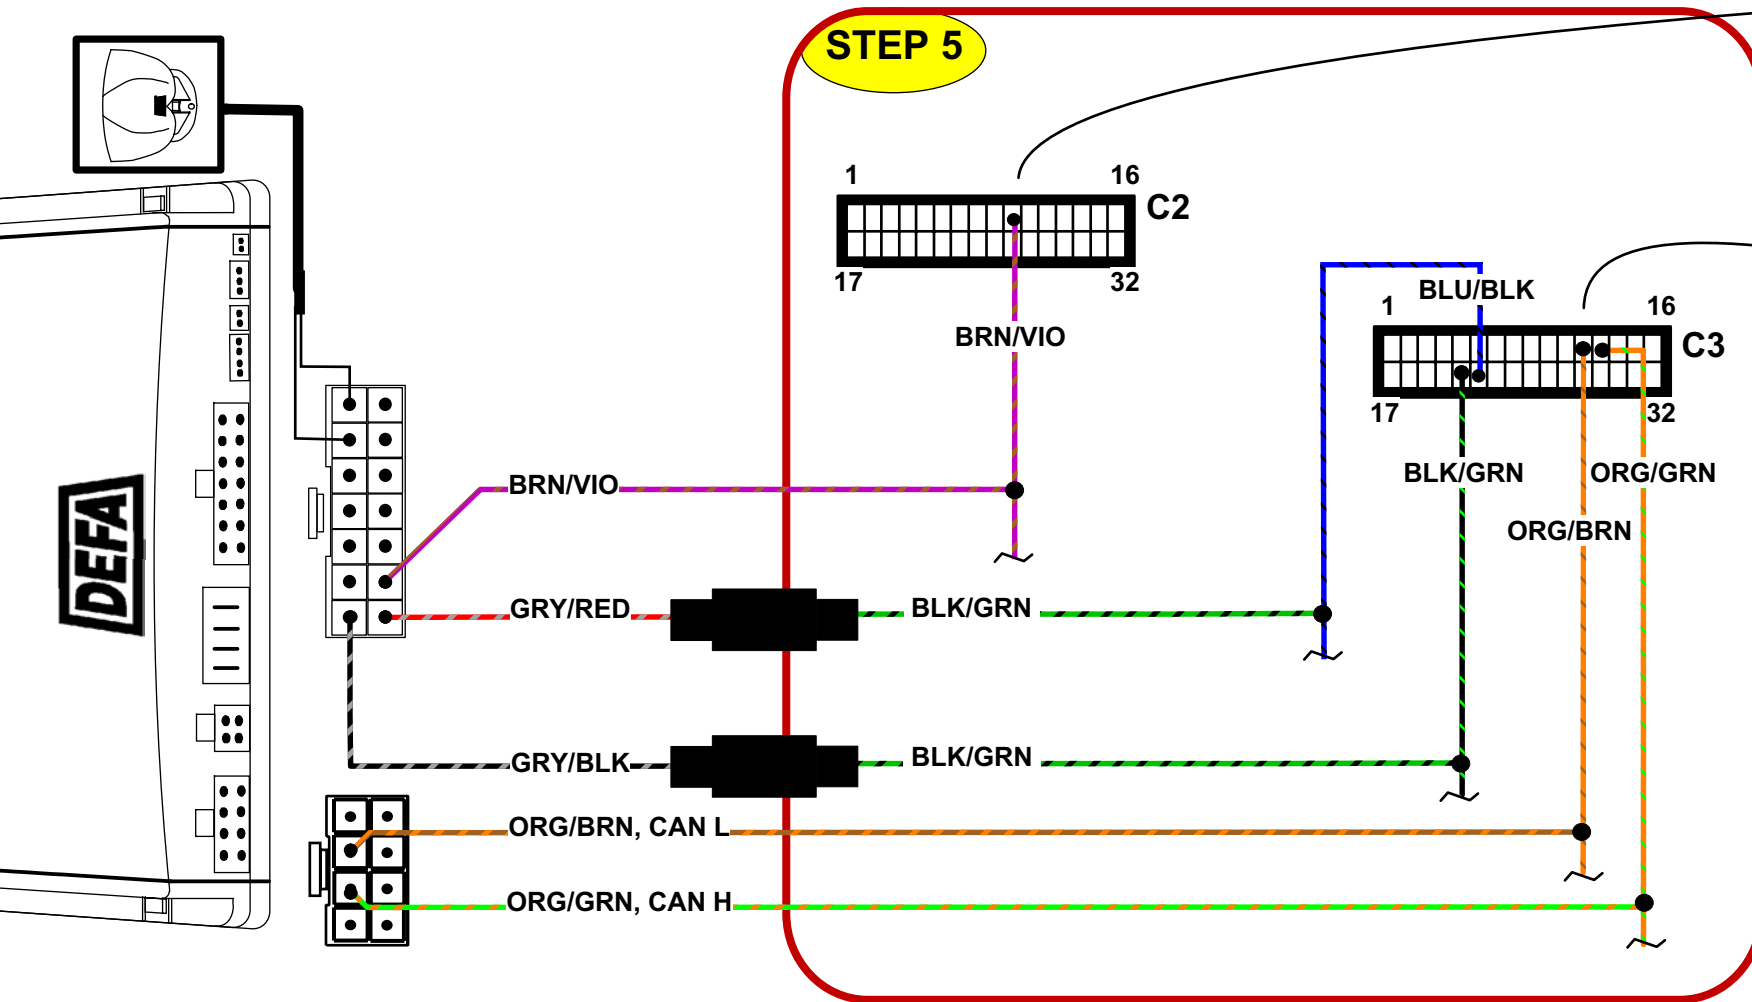 STEP 5
1
16
C2
17
32
BRN/VIO
BLU/BLK
1
16
C3
17
32
BLK/GRN
ORG/GRN
ORG/BRN
DEFA
BRN/VIO
GRY/RED
BLK/GRN
GRY/BLK
BLK/GRN
ORG/BRN, CAN L
ORG/GRN, CAN H